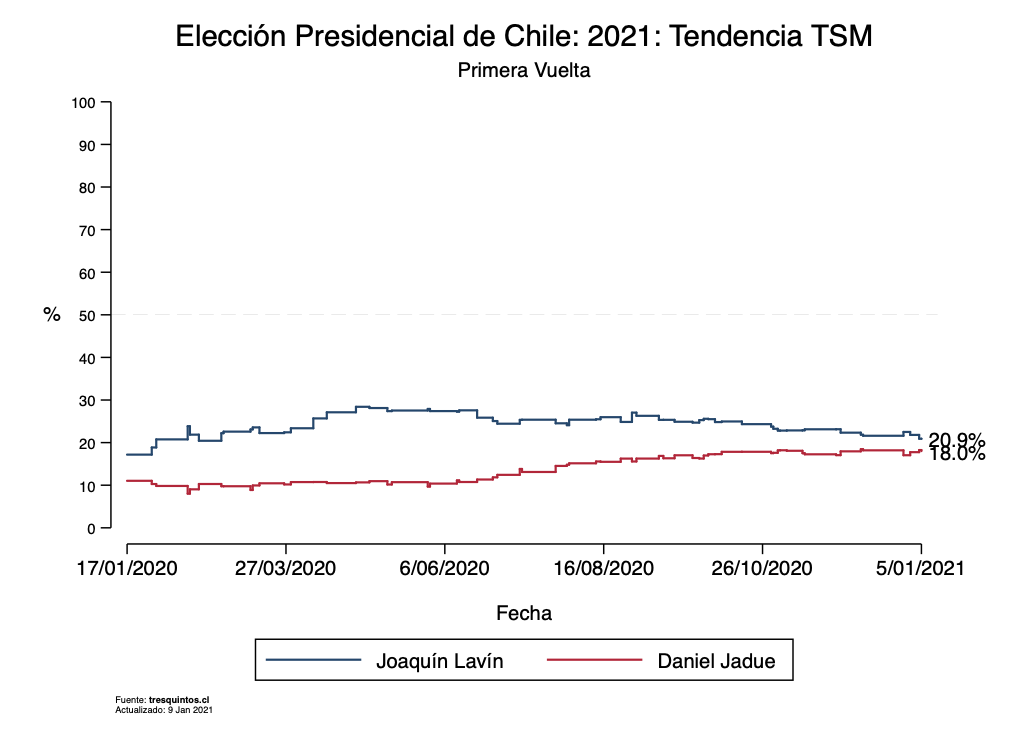 Elección Presidencial de Chile: 2021: Tendencia TSM
Primera Vuelta
100
90
80
70
60
% 50
40
30
20
10
0
20.9%
18.0%
17/01/2020 27/03/2020 6/06/2020 16/08/2020 26/10/2020 5/01/2021
Fecha
Joaquín Lavín Daniel Jadue
Fuente: tresquintos.cl
Actualizado: 9 Jan 2021